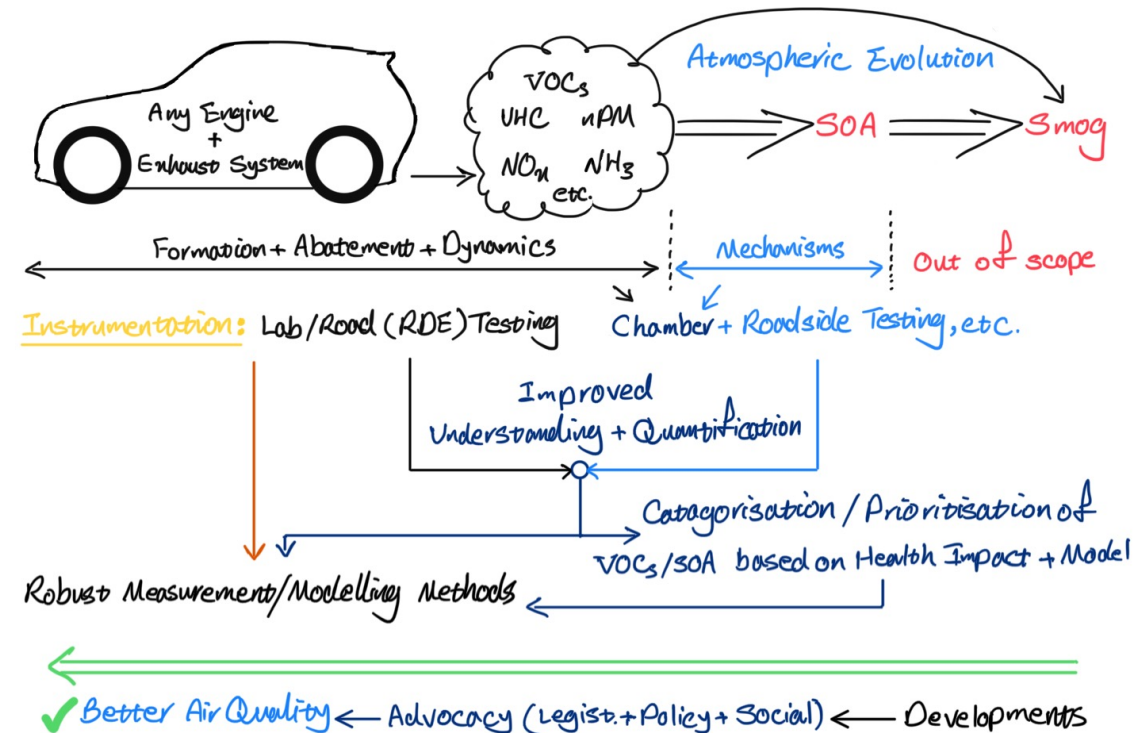 Any Engine
+
Exhaust System
VOCs
UHC nPM
NOx NH3
etc.
Atmospheric Evolution
SOA
Smog
Formation + Abatement + Dynamics
Mechanisms
Out of scope
Instrumentation: Lab/Road (RDE) Testing
Chamber + Roadside Testing, etc.
Improved
Understanding + Quantification
Catagorisation / Prioritisation of
VOCs/SOA based on Health Impact + Model
Robust Measurement/Modelling Methods
Better Air Quality ← Advocacy (Legist. + Policy + Social) ← Developments